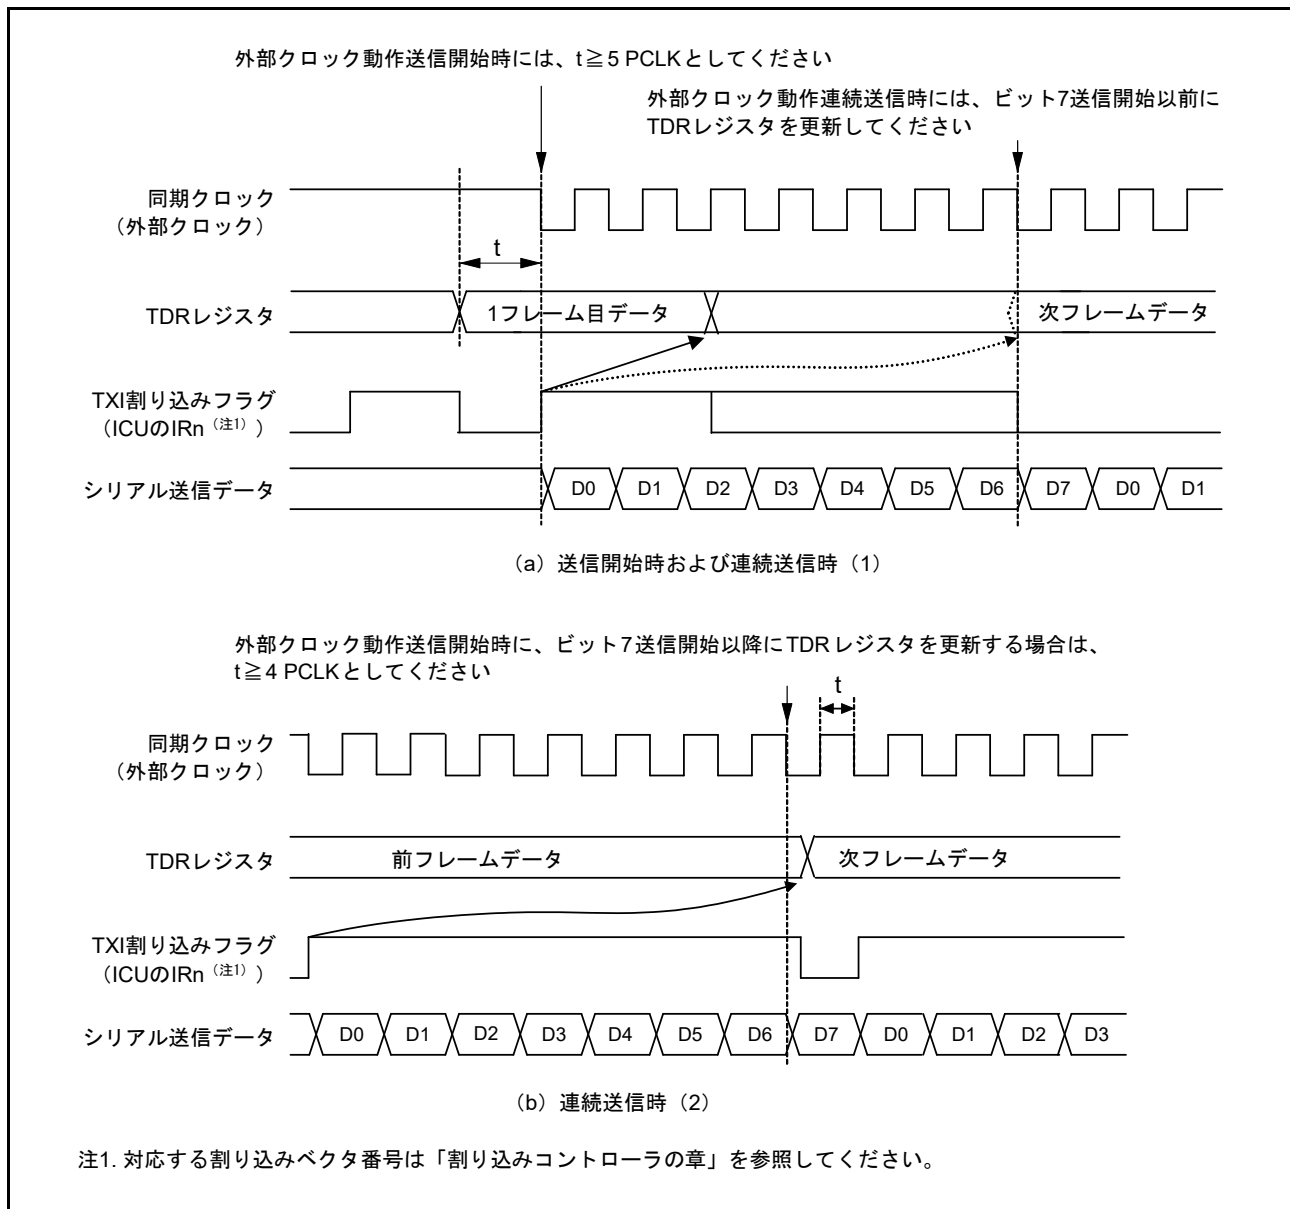 外部クロック動作送信開始時には、t≧5 PCLKとしてください
外部クロック動作連続送信時には、ビット7送信開始以前に
TDRレジスタを更新してください
同期クロック
（外部クロック）
t
TDRレジスタ
1フレーム目データ
次フレームデータ
TXI割り込みフラグ
（ICUのIRn（注1））
シリアル送信データ
D0 D1 D2 D3 D4 D5 D6 D7 D0 D1
（a）送信開始時および連続送信時（1）
外部クロック動作送信開始時に、ビット7送信開始以降にTDRレジスタを更新する場合は、
t≧4 PCLKとしてください
t
同期クロック
（外部クロック）
TDRレジスタ
前フレームデータ
次フレームデータ
TXI割り込みフラグ
（ICUのIRn（注1））
シリアル送信データ
D0 D1 D2 D3 D4 D5 D6 D7 D0 D1 D2 D3
（b）連続送信時（2）
注1. 対応する割り込みベクタ番号は「割り込みコントローラの章」を参照してください。